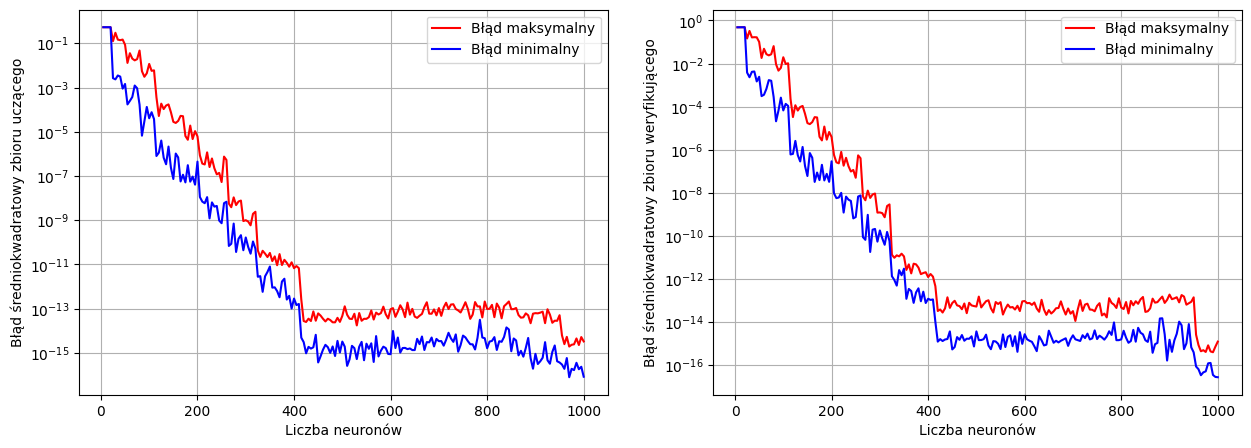 Błąd średniokwadratowy zbioru uczącego
10⁻¹
10⁻³
10⁻⁵
10⁻⁷
10⁻⁹
10⁻¹¹
10⁻¹³
10⁻¹⁵
Błąd maksymalny
Błąd minimalny
0 200 400 600 800 1000
Liczba neuronów
Błąd średniokwadratowy zbioru weryfikującego
10⁰
10⁻²
10⁻⁴
10⁻⁶
10⁻⁸
10⁻¹⁰
10⁻¹²
10⁻¹⁴
10⁻¹⁶
Błąd maksymalny
Błąd minimalny
0 200 400 600 800 1000
Liczba neuronów